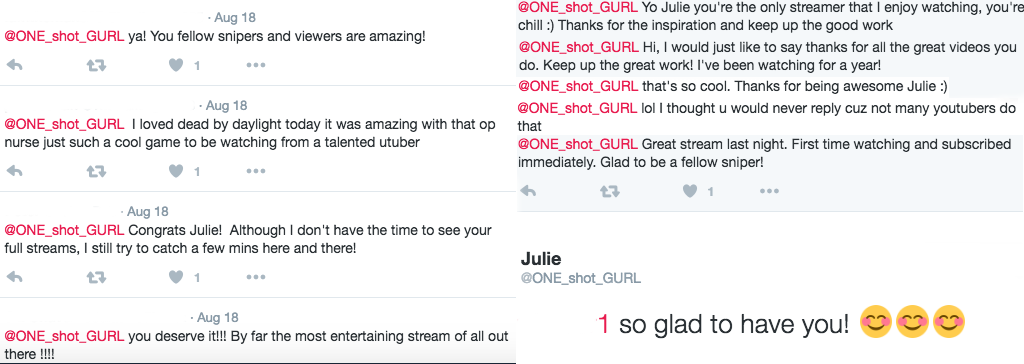 · Aug 18
@ONE_shot_GURL ya! You fellow snipers and viewers are amazing!
1
· Aug 18
@ONE_shot_GURL I loved dead by daylight today it was amazing with that op
nurse just such a cool game to be watching from a talented utuber
1
· Aug 18
@ONE_shot_GURL Congrats Julie! Although I don't have the time to see your
full streams, I still try to catch a few mins here and there!
1
· Aug 18
@ONE_shot_GURL you deserve it!!! By far the most entertaining stream of all out
there !!!!
@ONE_shot_GURL Yo Julie you're the only streamer that I enjoy watching, you're
chill :) Thanks for the inspiration and keep up the good work
@ONE_shot_GURL Hi, I would just like to say thanks for all the great videos you
do. Keep up the great work! I've been watching for a year!
@ONE_shot_GURL that's so cool. Thanks for being awesome Julie :)
@ONE_shot_GURL lol I thought u would never reply cuz not many youtubers do
that
@ONE_shot_GURL Great stream last night. First time watching and subscribed
immediately. Glad to be a fellow sniper!
1
Julie
@ONE_shot_GURL
1 so glad to have you! 😊😊😊